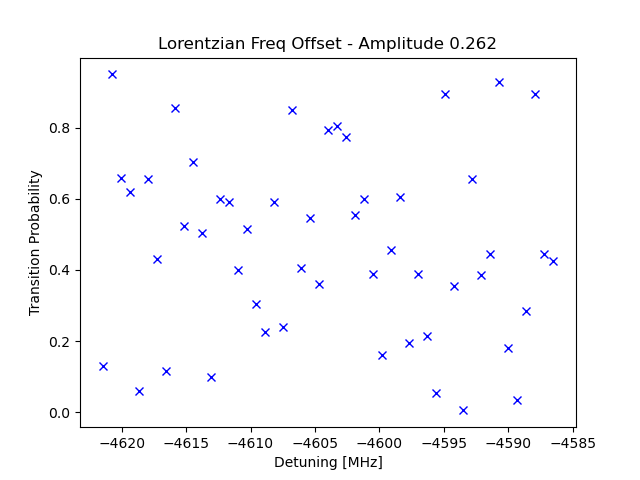 Lorentzian Freq Offset - Amplitude 0.262
Transition Probability
0.8
0.6
0.4
0.2
0.0
−4620 −4615 −4610 −4605 −4600 −4595 −4590 −4585
Detuning [MHz]